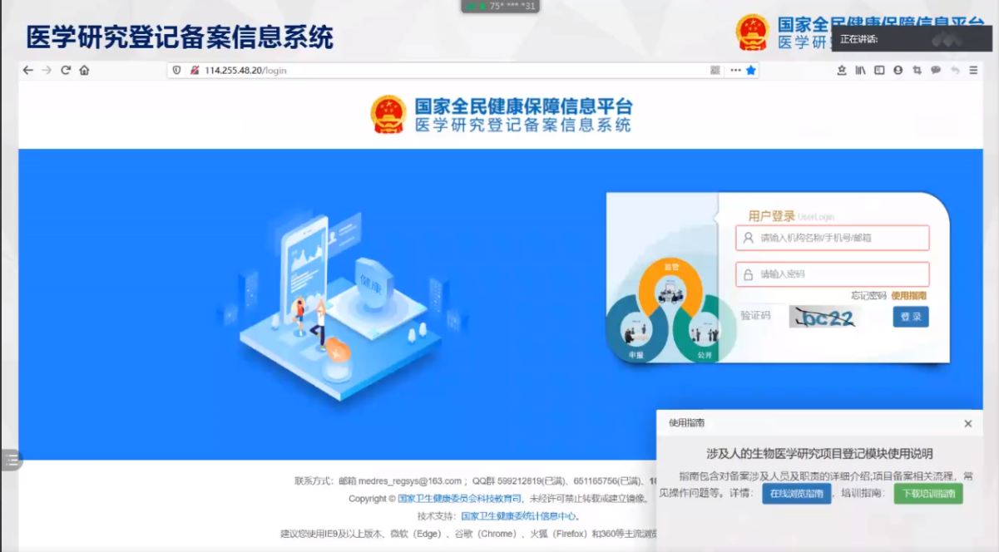 75* *** *31
医学研究登记备案信息系统
国家全民健康保障信息平台
医学研
正在讲话:
114.255.48.20/login
国家全民健康保障信息平台
医学研究登记备案信息系统
健康
用户登录 UserLogin
请输入机构名称/手机号/邮箱
请输入密码
忘记密码 使用指南
验证码
bc22
登 录
监管
申报
公开
使用指南
涉及人的生物医学研究项目登记模块使用说明
指南包含对备案涉及人员及职责的详细介绍;项目备案相关流程，常
见操作问题等。详情： 在线浏览指南 ，培训指南： 下载培训指南
联系方式：邮箱 medres_regsys@163.com ；QQ群 599212819(已满)、651165756(已满)、
Copyright © 国家卫生健康委员会科技教育司，未经许可禁止转载或建立镜像。
技术支持：国家卫生健康委统计信息中心。
建议您使用IE9及以上版本、微软（Edge）、谷歌（Chrome）、火狐（Firefox）和360等主流浏览